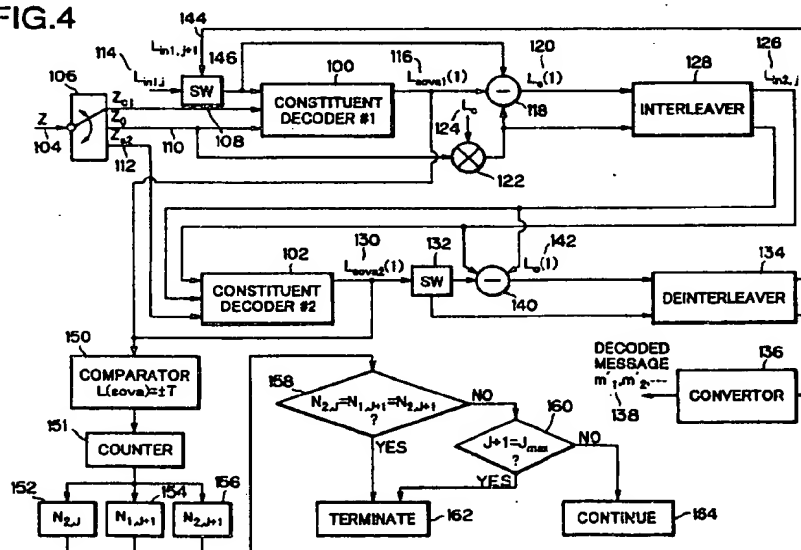 FIG.4
144
114
L_in1,j
L_in1,j+1
146
SW
108
106
Z
104
Z_c1
Z_0
Z_c2
110
112
100
CONSTITUENT
DECODER #1
116
L_sova1(1)
120
L_e(1)
−
118
124
L_c
122
128
INTERLEAVER
126
L_in2,j
102
CONSTITUENT
DECODER #2
130
L_sova2(1)
132
SW
142
L_e(1)
−
140
134
DEINTERLEAVER
150
COMPARATOR
L(sova)=±T
151
COUNTER
152
N_2,J
154
N_1,J+1
156
N_2,J+1
158
N_2,J=N_1,J+1=N_2,J+1
?
NO
YES
160
J+1=J_max
?
NO
YES
TERMINATE
162
CONTINUE
164
DECODED
MESSAGE
m'_1,m'_2,---
138
136
CONVERTOR